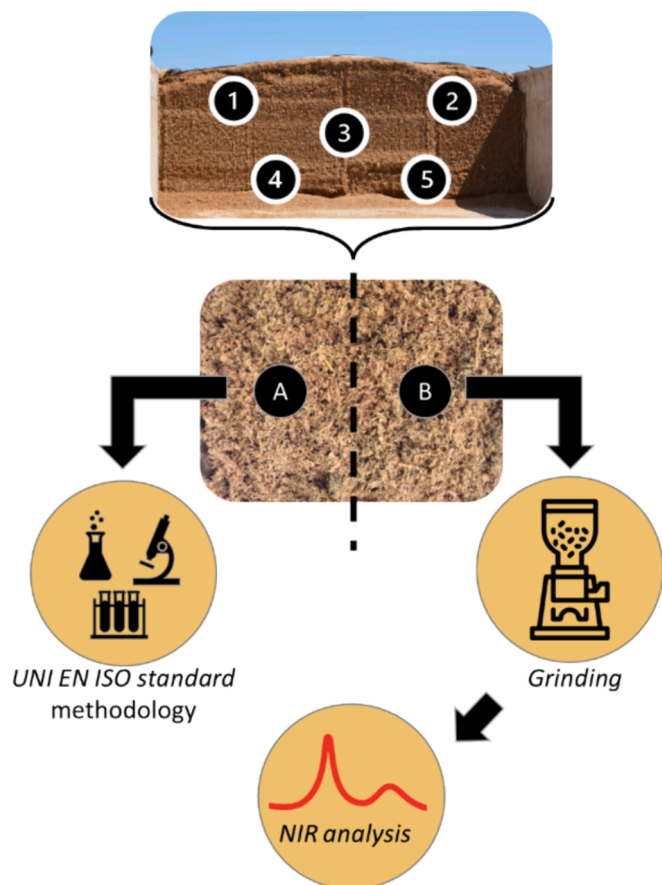 1
2
3
4
5
A
B
UNI EN ISO standard
methodology
Grinding
NIR analysis